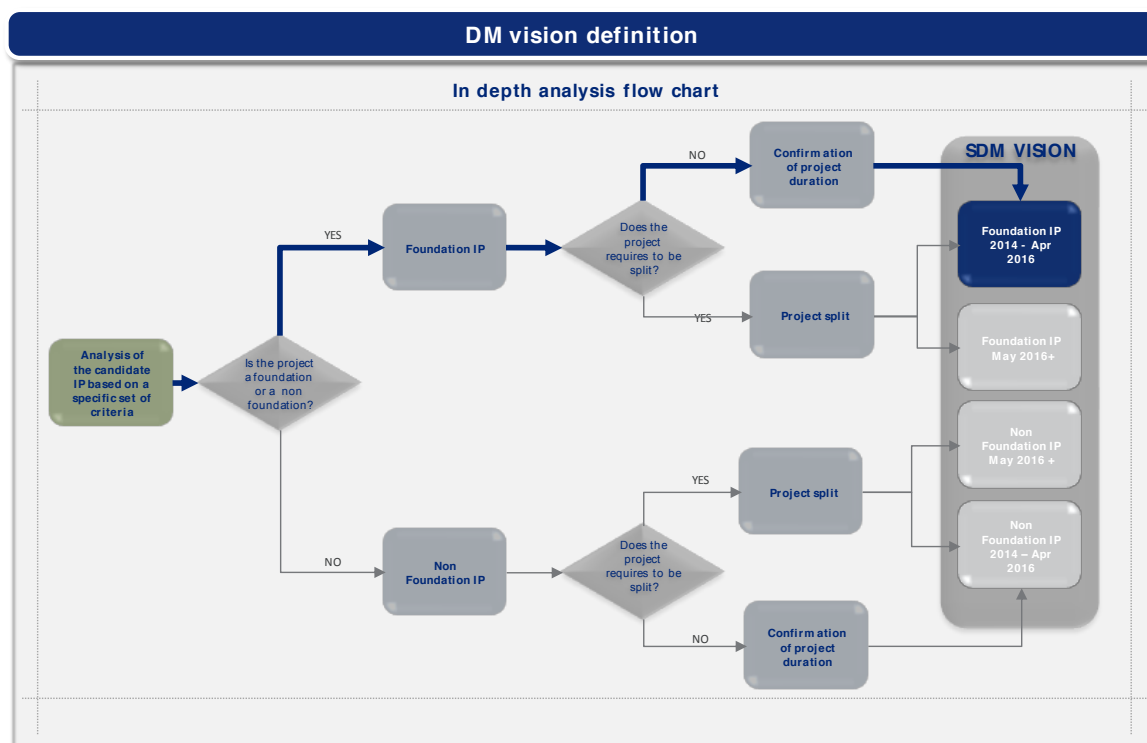 DM vision definition
In depth analysis flow chart
SDM VISION
NO
Confirmation
of project
duration
Foundation IP
2014 - Apr
2016
YES
Foundation IP
Does the
project
requires to be
split?
YES
Project split
Foundation IP
May 2016+
Analysis of
the candidate
IP based on a
specific set of
criteria
Is the project
a foundation
or a non
foundation?
Non
Foundation IP
May 2016 +
YES
Project split
NO
Non
Foundation IP
Does the
project
requires to be
split?
Non
Foundation IP
2014 – Apr
2016
NO
Confirmation
of project
duration